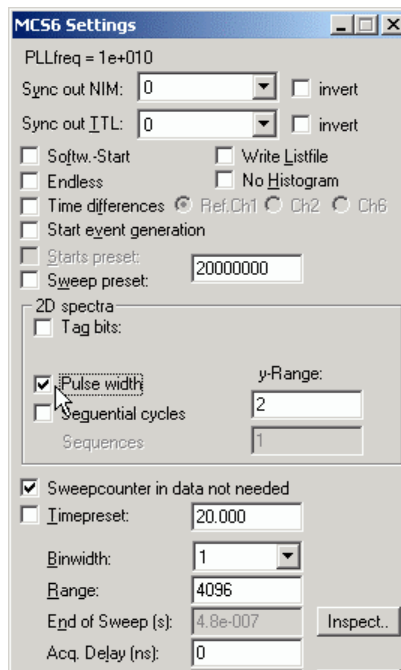 MCS6 Settings
PLLfreq = 1e+010
Sync out NIM: 0 invert
Sync out TTL: 0 invert
Softw.-Start Write Listfile
Endless No Histogram
Time differences Ref.Ch1 Ch2 Ch6
Start event generation
Starts preset:
20000000
Sweep preset:
2D spectra
Tag bits:
Pulse width y-Range:
Sequential cycles 2
Sequences 1
Sweepcounter in data not needed
Timepreset: 20.000
Binwidth: 1
Range: 4096
End of Sweep (s): 4.8e-007 Inspect..
Acq. Delay (ns): 0